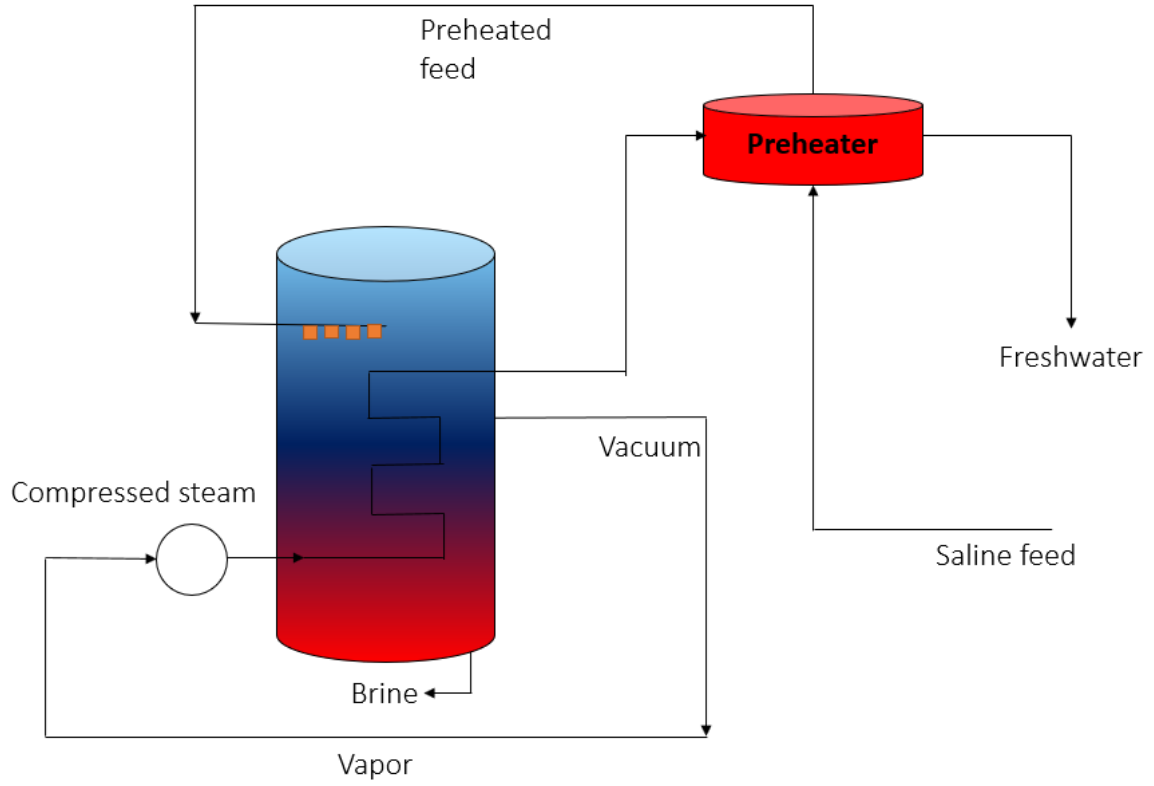 Preheated
feed
Preheater
Freshwater
Vacuum
Compressed steam
Saline feed
Brine
Vapor